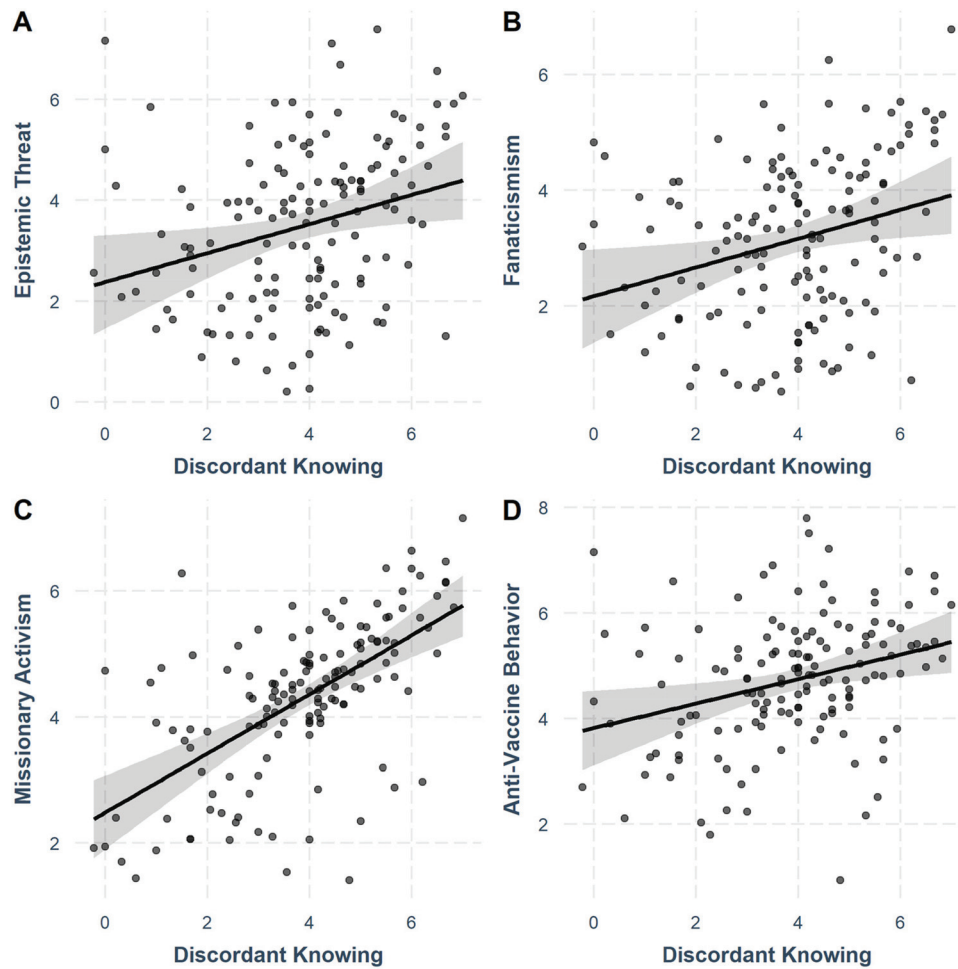 A
B
Epistemic Threat
6
4
2
0
0 2 4 6
Discordant Knowing
Fanaticismism
6
4
2
0 2 4 6
Discordant Knowing
C
D
Missionary Activism
6
4
2
0 2 4 6
Discordant Knowing
Anti-Vaccine Behavior
8
6
4
2
0 2 4 6
Discordant Knowing